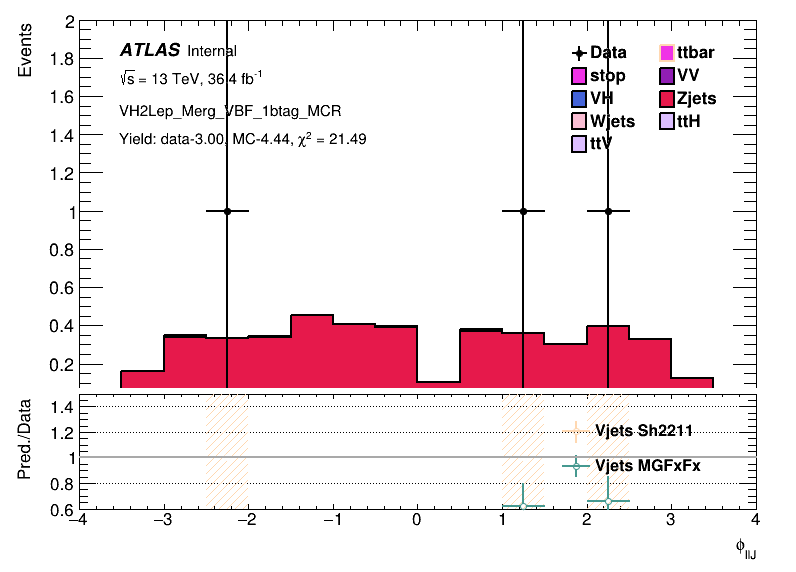 Events
2
1.8
1.6
1.4
1.2
1
0.8
0.6
0.4
0.2
ATLAS Internal
√s = 13 TeV, 36.4 fb⁻¹
VH2Lep_Merg_VBF_1btag_MCR
Yield: data-3.00, MC-4.44, χ² = 21.49
Data ttbar
stop VV
VH Zjets
Wjets ttH
ttV
Pred./Data
1.4
1.2
1
0.8
0.6
Vjets Sh2211
Vjets MGFxFx
−4 −3 −2 −1 0 1 2 3 4
ϕllJ